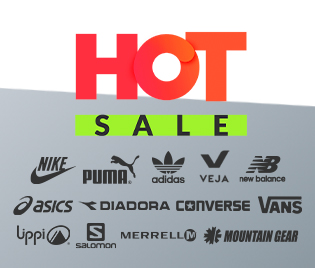 HOT
SALE
NIKE PUMA adidas VEJA new balance
asics DIADORA CONVERSE VANS
Lippi SALOMON MERRELL MOUNTAIN GEAR